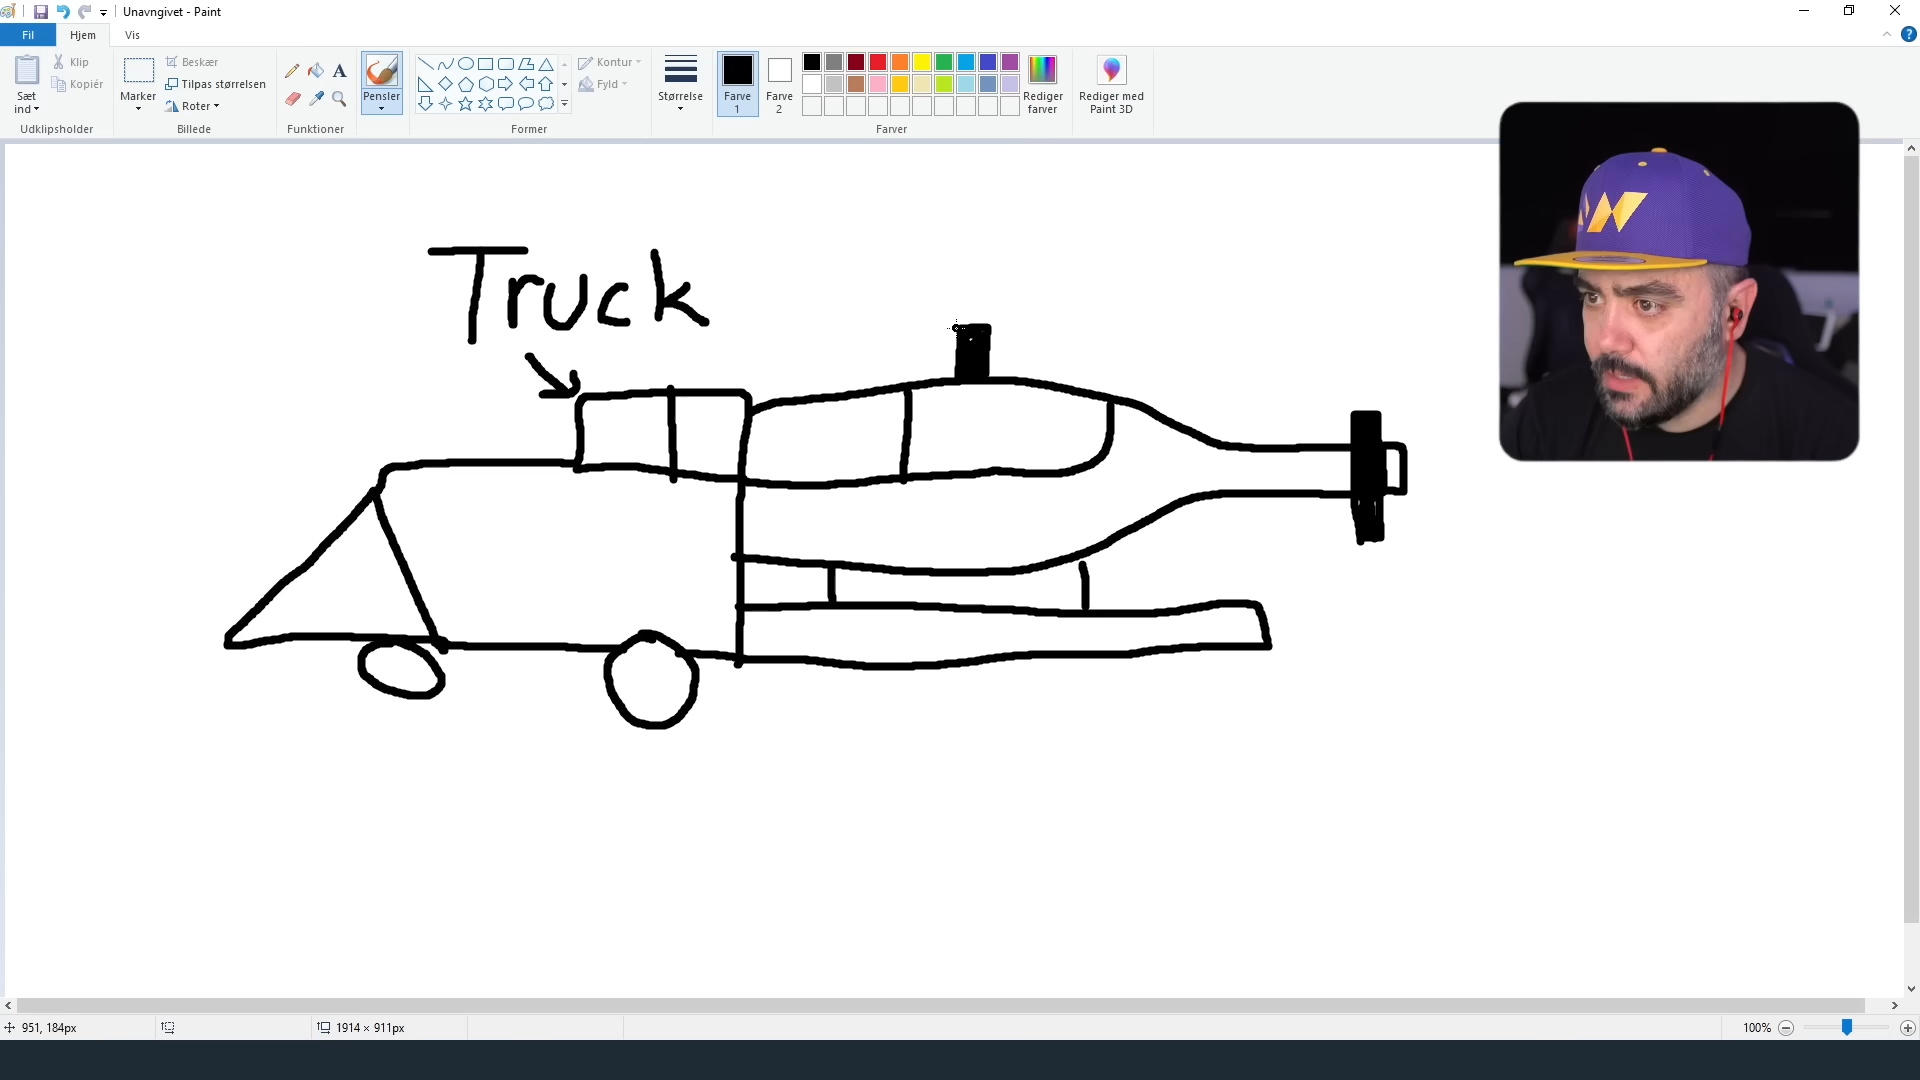 Unavngivet - Paint
Fil Hjem Vis
Sæt ind
Klip
Kopiér
Udklipsholder
Marker
Beskær
Tilpas størrelsen
Roter
Billede
A
Funktioner
Pensler
Kontur
Fyld
Former
Størrelse
Farve 1
Farve 2
Rediger farver
Farver
Rediger med Paint 3D
Truck
951, 184px
1914 × 911px
100%